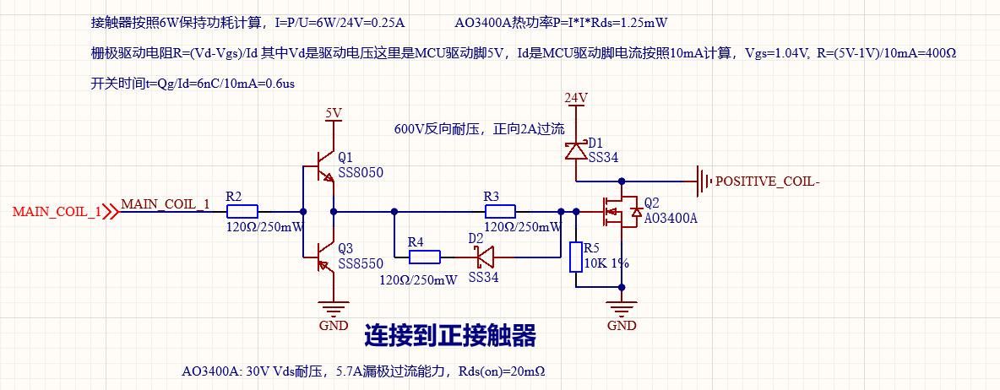 接触器按照6W保持功耗计算，I=P/U=6W/24V=0.25A
AO3400A热功率P=I*I*Rds=1.25mW
栅极驱动电阻R=(Vd-Vgs)/Id 其中Vd是驱动电压这里是MCU驱动脚5V，Id是MCU驱动脚电流按照10mA计算，Vgs=1.04V，R=(5V-1V)/10mA=400Ω
开关时间t=Qg/Id=6nC/10mA=0.6us
24V
5V
600V反向耐压，正向2A过流
D1
SS34
Q1
SS8050
POSITIVE_COIL-
MAIN_COIL_1
MAIN_COIL_1
R2
120Ω/250mW
R3
120Ω/250mW
Q2
AO3400A
Q3
SS8550
R4
120Ω/250mW
D2
SS34
R5
10K 1%
GND
GND
连接到正接触器
AO3400A: 30V Vds耐压，5.7A漏极过流能力，Rds(on)=20mΩ